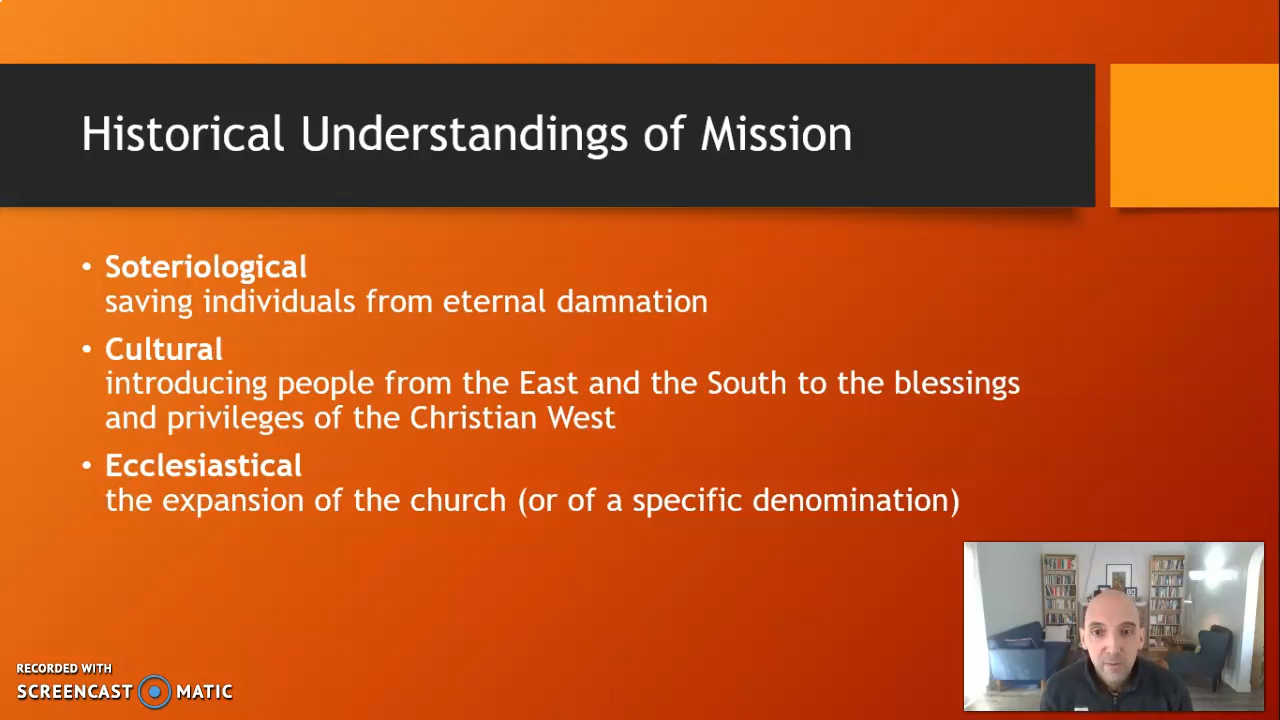 Historical Understandings of Mission
• Soteriological
saving individuals from eternal damnation
• Cultural
introducing people from the East and the South to the blessings
and privileges of the Christian West
• Ecclesiastical
the expansion of the church (or of a specific denomination)
RECORDED WITH
SCREENCAST MATIC